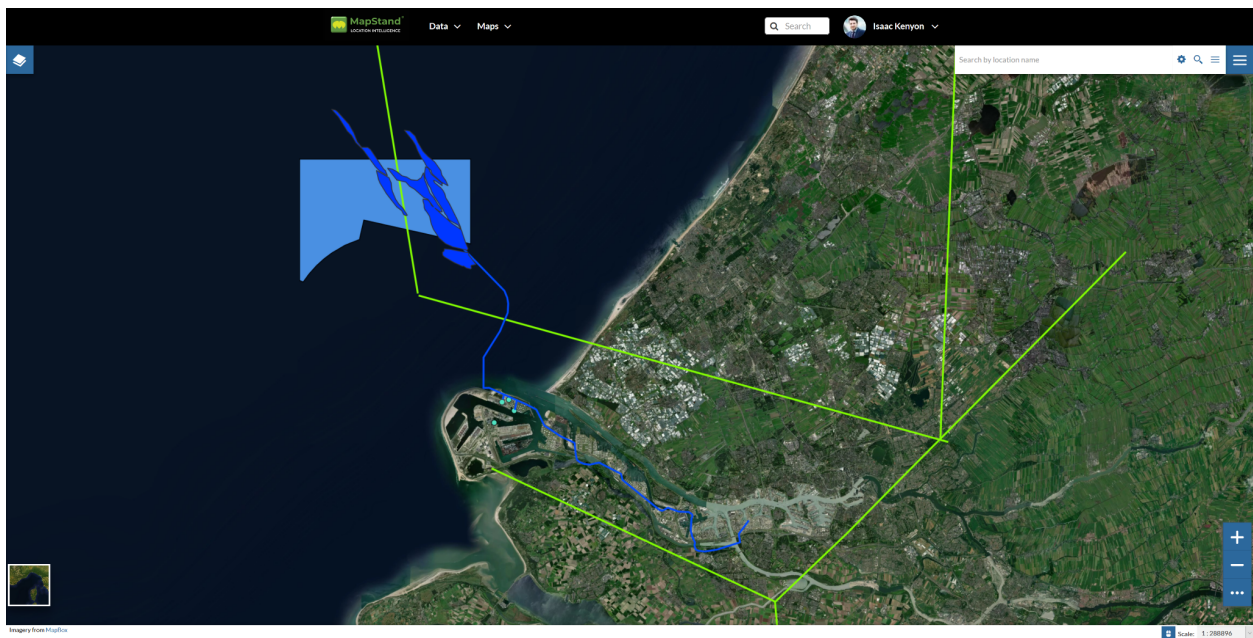 MapStand
LOCATION INTELLIGENCE
Data
Maps
Search
Isaac Kenyon
Search by location name
Imagery from Mapbox
Scale: 1 : 288896